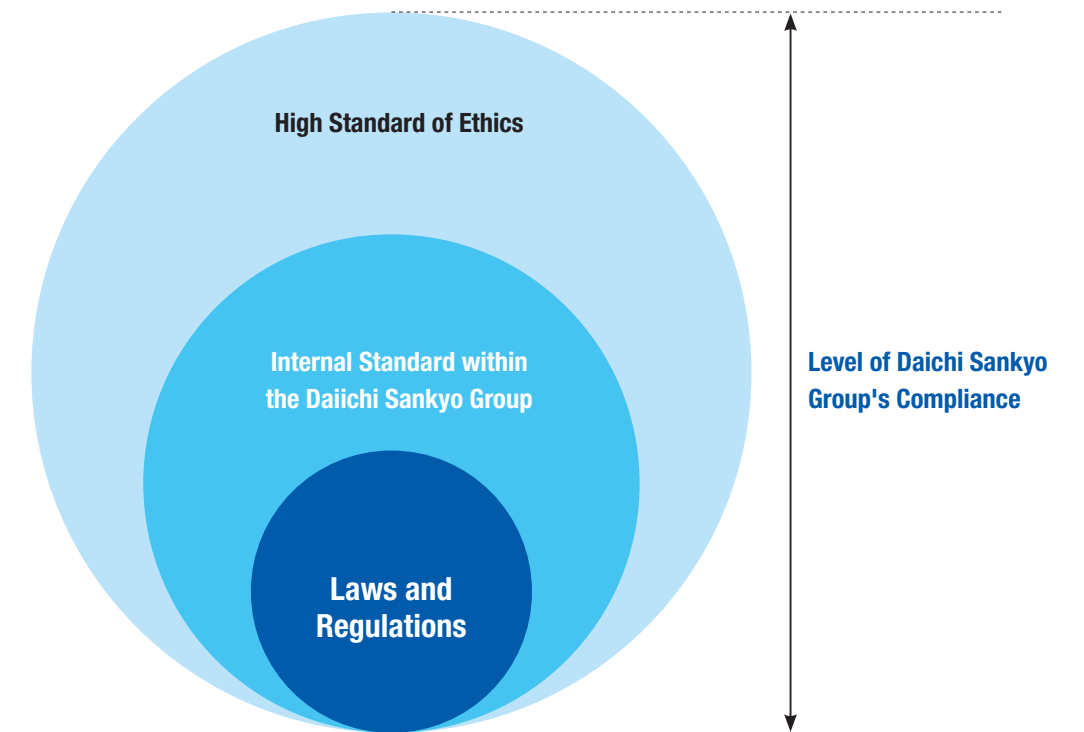 High Standard of Ethics
Internal Standard within
the Daiichi Sankyo Group
Level of Daichi Sankyo
Group's Compliance
Laws and
Regulations